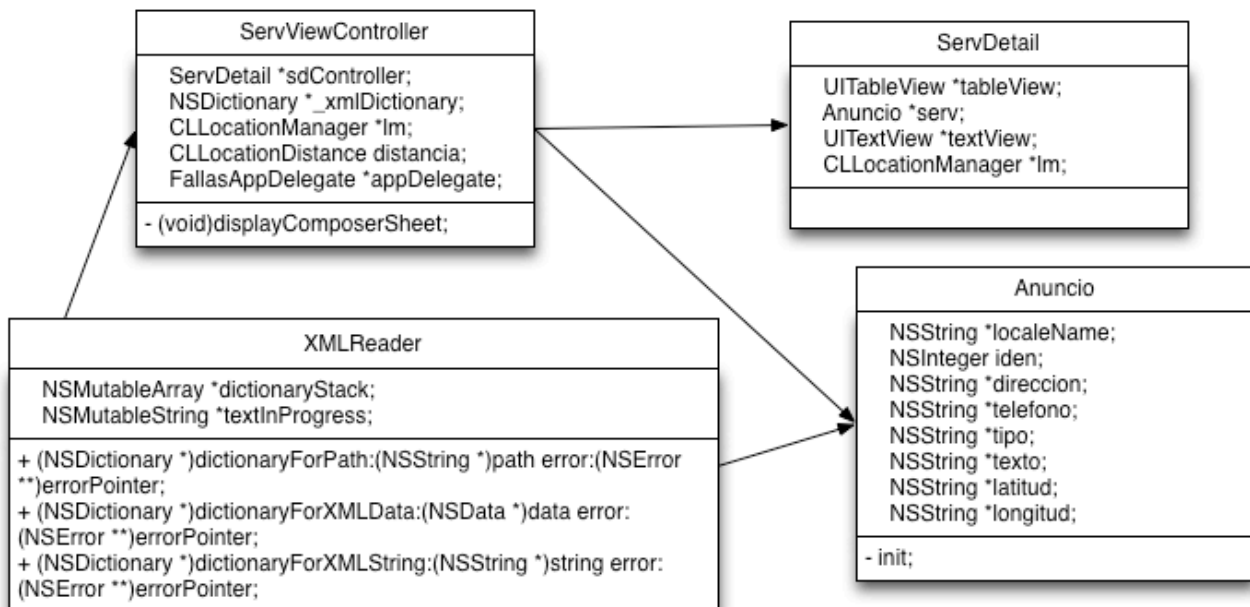 ServViewController
ServDetail *sdController;
NSDictionary *_xmlDictionary;
CLLocationManager *lm;
CLLocationDistance distancia;
FallasAppDelegate *appDelegate;
- (void)displayComposerSheet;
ServDetail
UITableView *tableView;
Anuncio *serv;
UITextView *textView;
CLLocationManager *lm;
XMLReader
NSMutableArray *dictionaryStack;
NSMutableString *textInProgress;
+ (NSDictionary *)dictionaryForPath:(NSString *)path error:(NSError
**)errorPointer;
+ (NSDictionary *)dictionaryForXMLData:(NSData *)data error:
(NSError **)errorPointer;
+ (NSDictionary *)dictionaryForXMLString:(NSString *)string error:
(NSError **)errorPointer;
Anuncio
NSString *localeName;
NSInteger iden;
NSString *direccion;
NSString *telefono;
NSString *tipo;
NSString *texto;
NSString *latitud;
NSString *longitud;
- init;